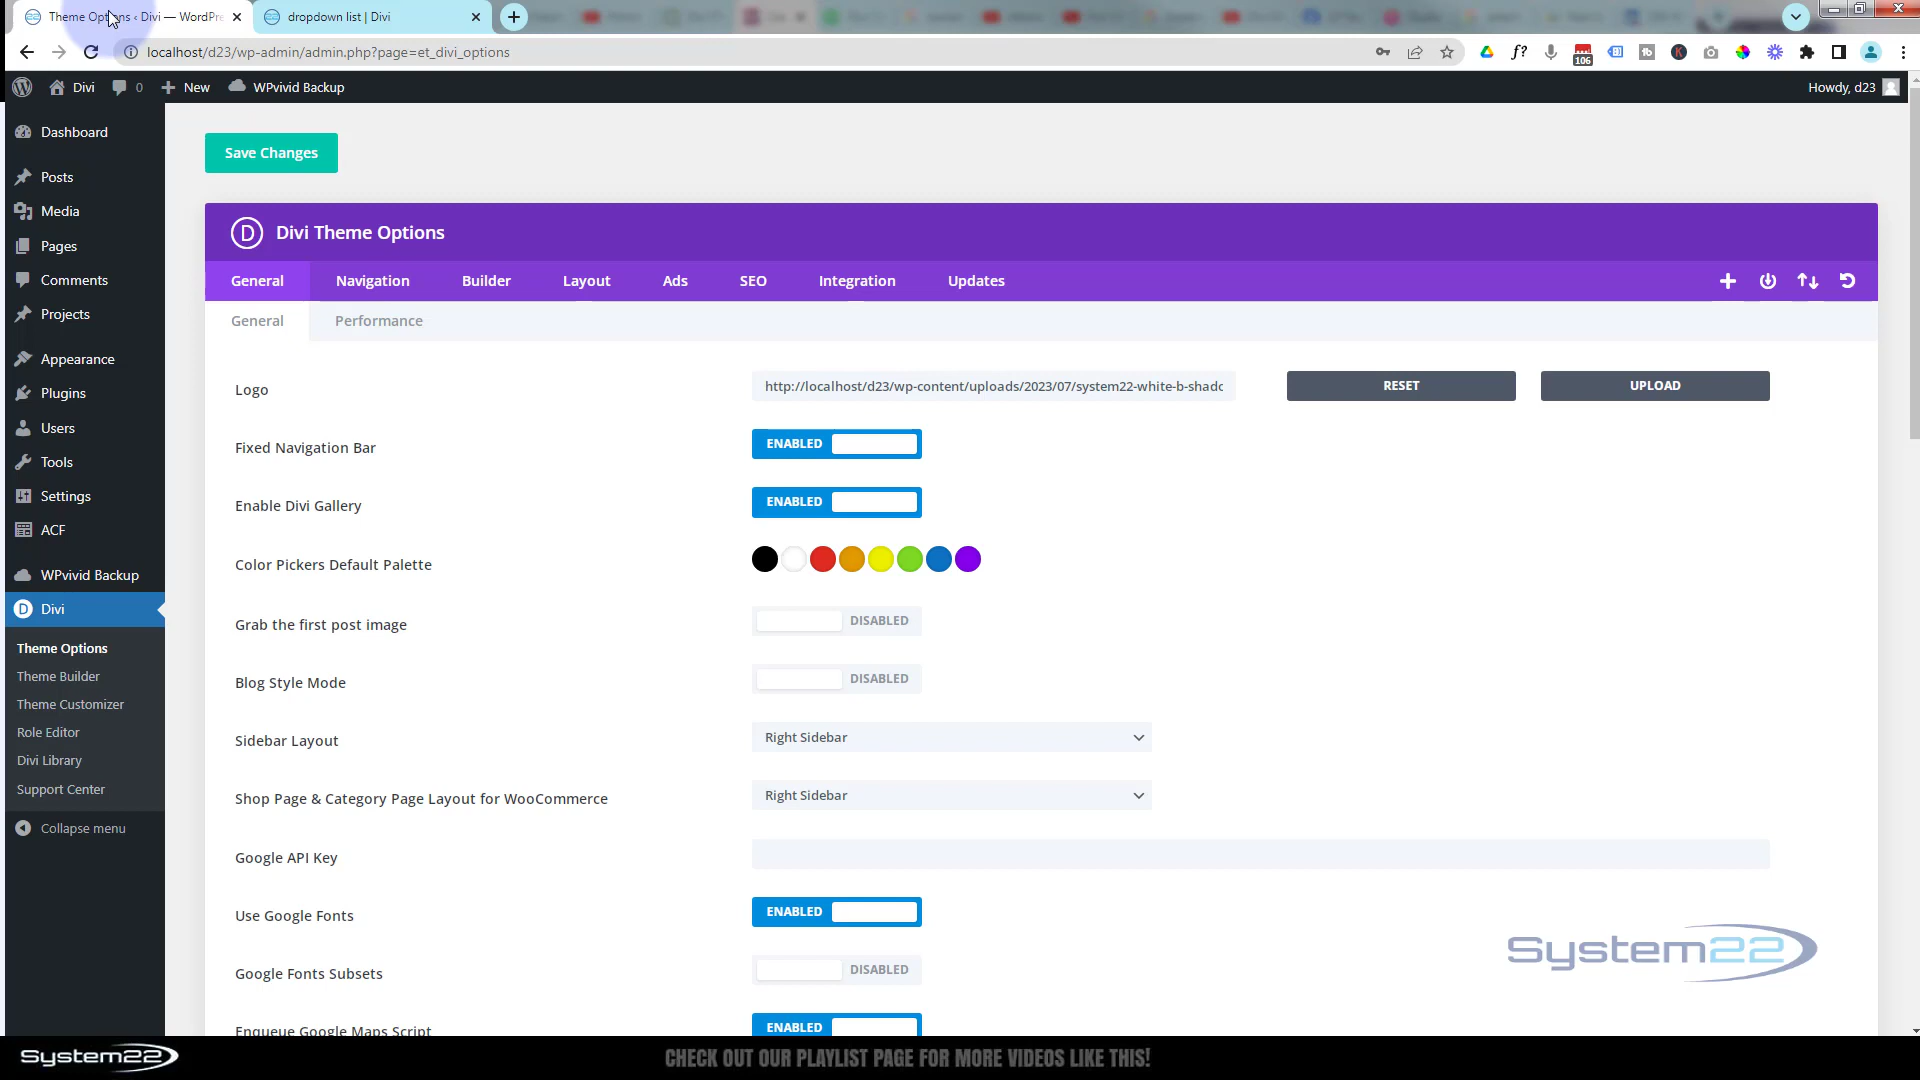 Theme Options ‹ Divi — WordPre
dropdown list | Divi
localhost/d23/wp-admin/admin.php?page=et_divi_options
106
Divi
0
New
WPvivid Backup
Howdy, d23
Dashboard
Posts
Media
Pages
Comments
Projects
Appearance
Plugins
Users
Tools
Settings
ACF
WPvivid Backup
Divi
Theme Options
Theme Builder
Theme Customizer
Role Editor
Divi Library
Support Center
Collapse menu
Save Changes
D Divi Theme Options
General Navigation Builder Layout Ads SEO Integration Updates
General Performance
Logo http://localhost/d23/wp-content/uploads/2023/07/system22-white-b-shadc RESET UPLOAD
Fixed Navigation Bar ENABLED
Enable Divi Gallery ENABLED
Color Pickers Default Palette
Grab the first post image DISABLED
Blog Style Mode DISABLED
Sidebar Layout Right Sidebar
Shop Page & Category Page Layout for WooCommerce Right Sidebar
Google API Key
Use Google Fonts ENABLED
Google Fonts Subsets DISABLED
Enqueue Google Maps Script ENABLED
System22
System22
CHECK OUT OUR PLAYLIST PAGE FOR MORE VIDEOS LIKE THIS!